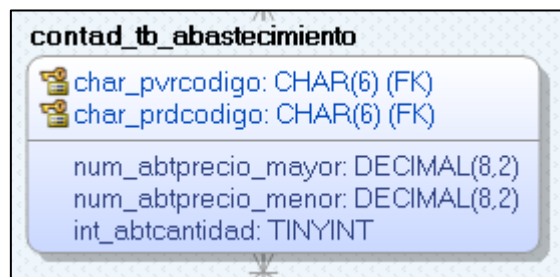 contad_tb_abastecimiento
char_pvrcodigo: CHAR(6) (FK)
char_prdcodigo: CHAR(6) (FK)
num_abtprecio_mayor: DECIMAL(8,2)
num_abtprecio_menor: DECIMAL(8,2)
int_abtcantidad: TINYINT